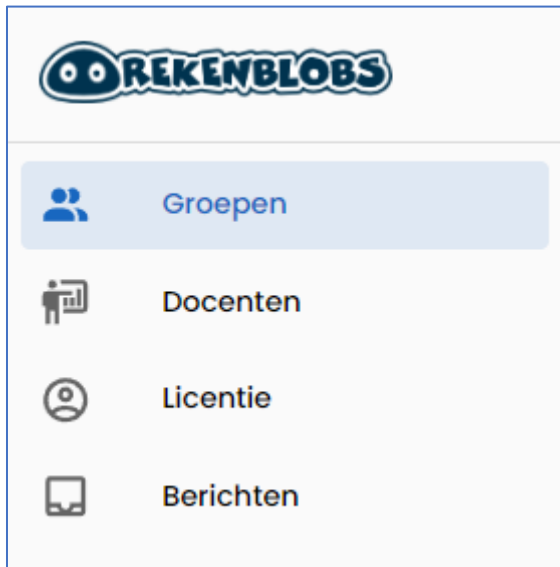 REKENBLOBS
Groepen
Docenten
Licentie
Berichten